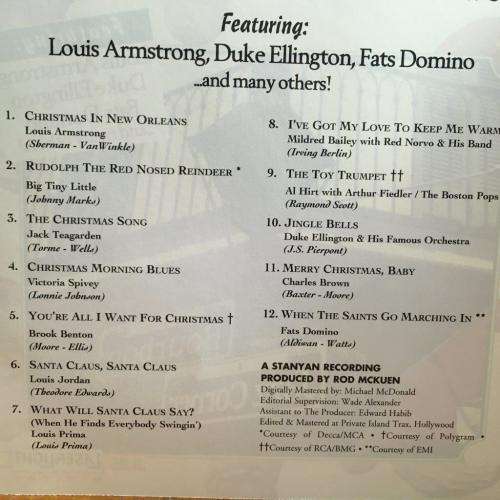 Featuring:
Louis Armstrong, Duke Ellington, Fats Domino
...and many others!
1. CHRISTMAS IN NEW ORLEANS
Louis Armstrong
(Sherman - VanWinkle)
2. RUDOLPH THE RED NOSED REINDEER *
Big Tiny Little
(Johnny Marks)
3. THE CHRISTMAS SONG
Jack Teagarden
(Torme - Wells)
4. CHRISTMAS MORNING BLUES
Victoria Spivey
(Lonnie Johnson)
5. YOU'RE ALL I WANT FOR CHRISTMAS †
Brook Benton
(Moore - Ellis)
6. SANTA CLAUS, SANTA CLAUS
Louis Jordan
(Theodore Edwards)
7. WHAT WILL SANTA CLAUS SAY?
(When He Finds Everybody Swingin')
Louis Prima
(Louis Prima)
8. I'VE GOT MY LOVE TO KEEP ME WARM
Mildred Bailey with Red Norvo & His Band
(Irving Berlin)
9. THE TOY TRUMPET ††
Al Hirt with Arthur Fiedler / The Boston Pops
(Raymond Scott)
10. JINGLE BELLS
Duke Ellington & His Famous Orchestra
(J.S. Pierpont)
11. MERRY CHRISTMAS, BABY
Charles Brown
(Baxter - Moore)
12. WHEN THE SAINTS GO MARCHING IN **
Fats Domino
(Aldiwan - Watts)
A STANYAN RECORDING
PRODUCED BY ROD MCKUEN
Digitally Mastered by: Michael McDonald
Editorial Supervision: Wade Alexander
Assistant to The Producer: Edward Habib
Edited & Mastered at Private Island Trax, Hollywood
*Courtesy of Decca/MCA • †Courtesy of Polygram •
††Courtesy of RCA/BMG • **Courtesy of EMI